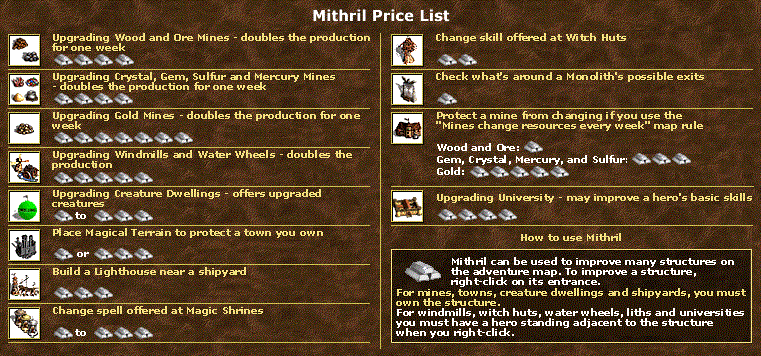 Mithril Price List
Upgrading Wood and Ore Mines - doubles the production
for one week
Upgrading Crystal, Gem, Sulfur and Mercury Mines
- doubles the production for one week
Upgrading Gold Mines - doubles the production for one
week
Upgrading Windmills and Water Wheels - doubles the
production
Upgrading Creature Dwellings - offers upgraded
creatures
to
Place Magical Terrain to protect a town you own
or
Build a Lighthouse near a shipyard
Change spell offered at Magic Shrines
to
Change skill offered at Witch Huts
Check what's around a Monolith's possible exits
Protect a mine from changing if you use the
"Mines change resources every week" map rule
Wood and Ore:
Gem, Crystal, Mercury, and Sulfur:
Gold:
Upgrading University - may improve a hero's basic skills
How to use Mithril
Mithril can be used to improve many structures on
the adventure map. To improve a structure,
right-click on its entrance.
For mines, towns, creature dwellings and shipyards, you must
own the structure.
For windmills, witch huts, water wheels, liths and universities
you must have a hero standing adjacent to the structure
when you right-click.